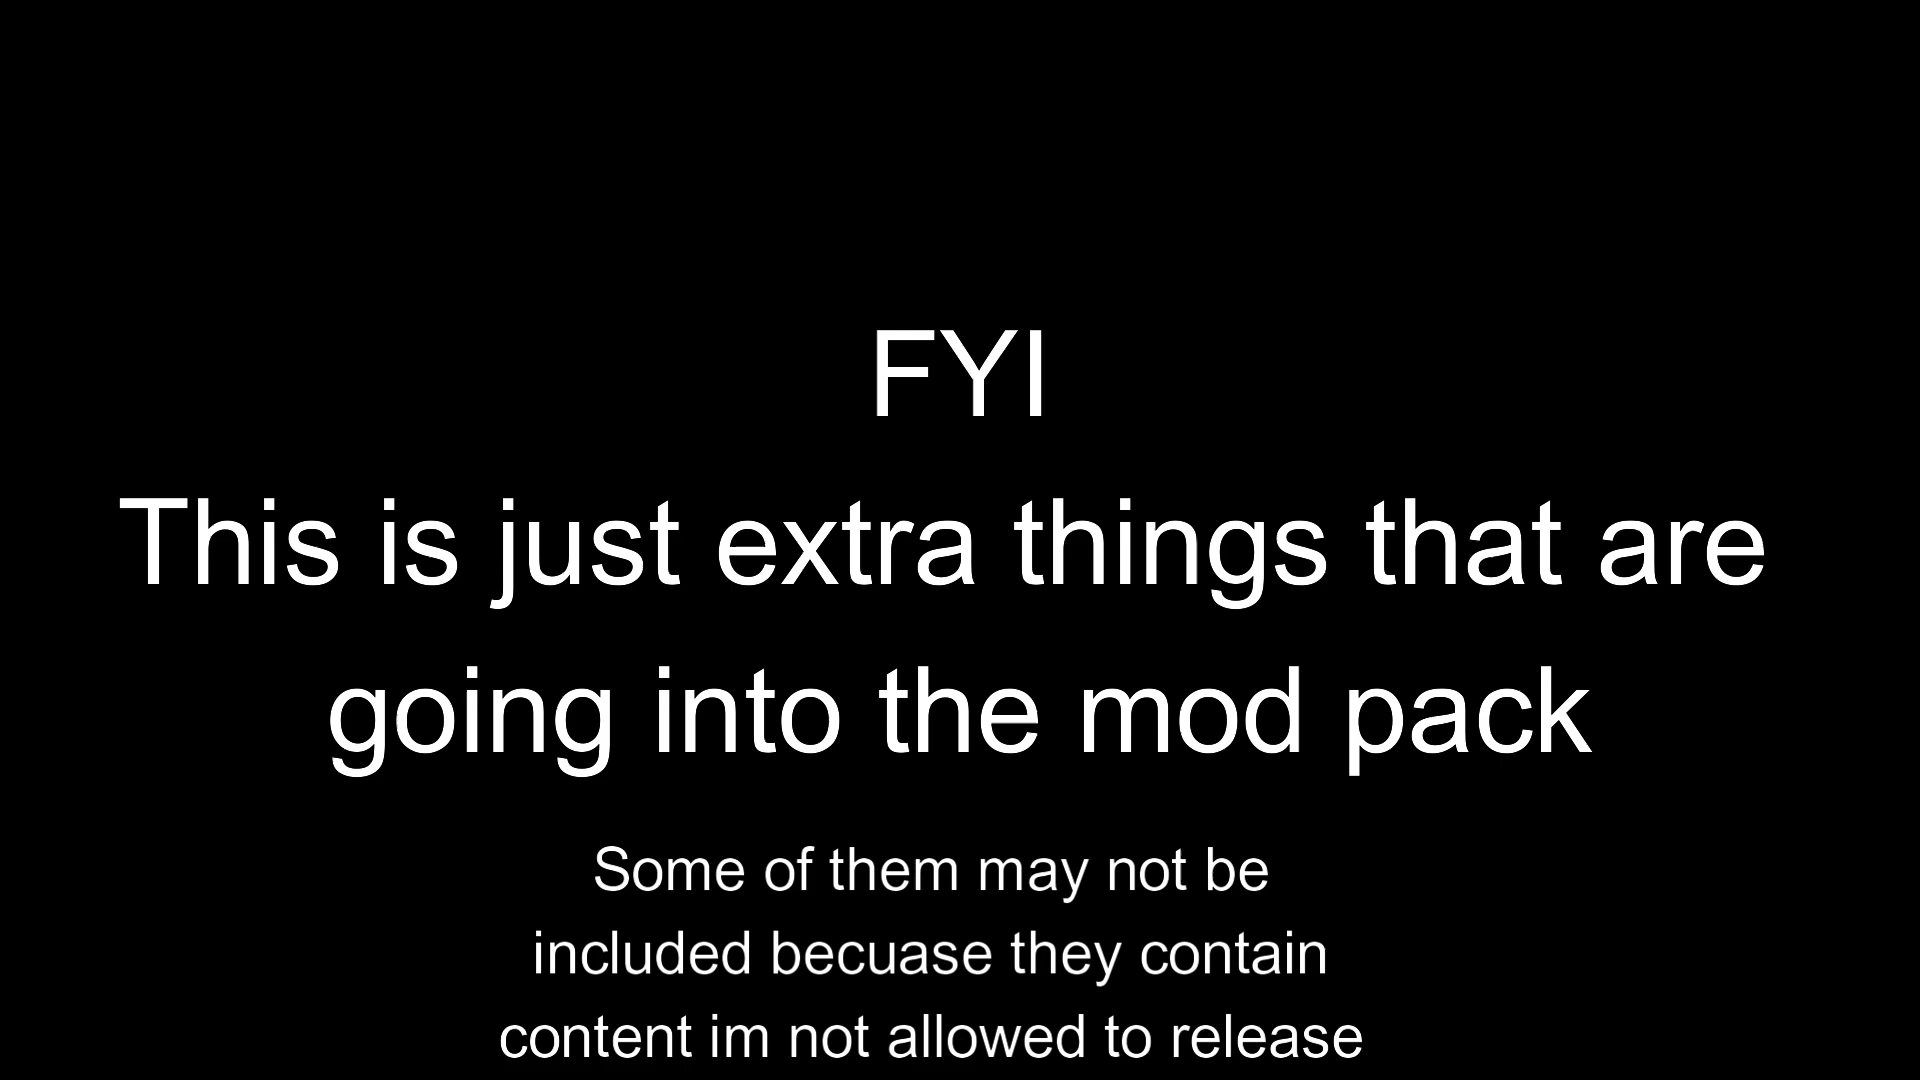 FYI
This is just extra things that are
going into the mod pack
Some of them may not be
included becuase they contain
content im not allowed to release